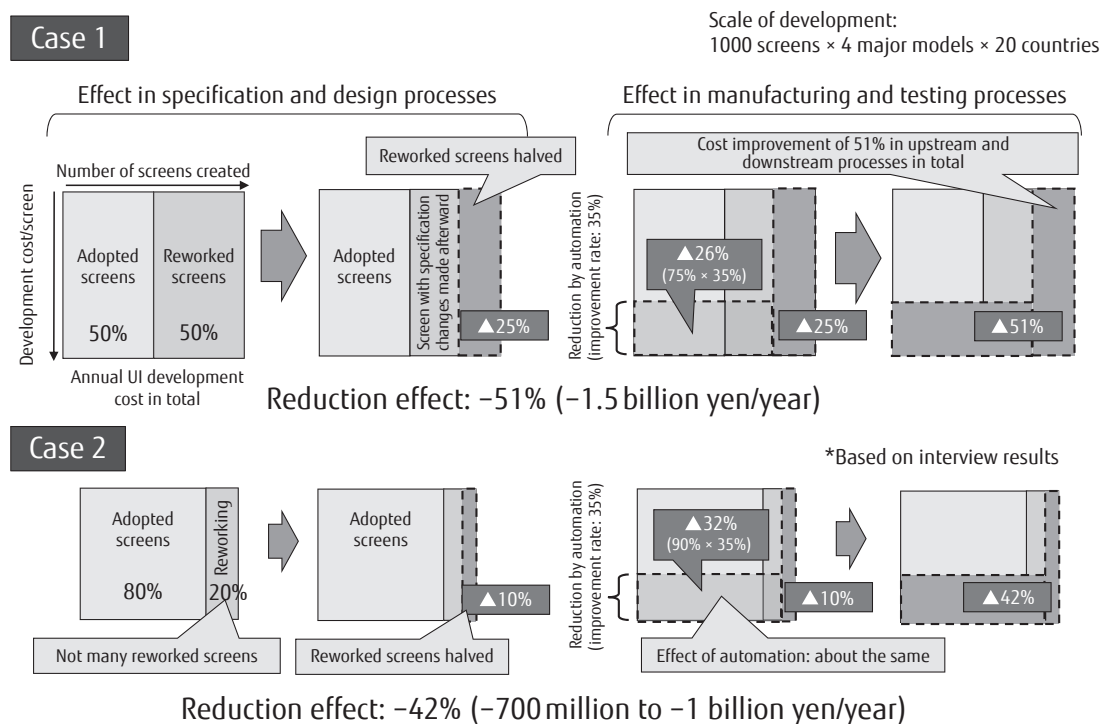 Case 1
Scale of development:
1000 screens × 4 major models × 20 countries
Effect in specification and design processes
Effect in manufacturing and testing processes
Reworked screens halved
Cost improvement of 51% in upstream and
downstream processes in total
Number of screens created
Development cost/screen
Adopted
screens
50%
Reworked
screens
50%
Annual UI development
cost in total
Adopted
screens
Screen with specification
changes made afterward
▲25%
Reduction by automation
(improvement rate: 35%)
▲26%
(75% × 35%)
▲25%
▲51%
Reduction effect: −51% (−1.5 billion yen/year)
Case 2
*Based on interview results
Adopted
screens
80%
Reworking
20%
Not many reworked screens
Adopted
screens
▲10%
Reworked screens halved
Reduction by automation
(improvement rate: 35%)
▲32%
(90% × 35%)
▲10%
Effect of automation: about the same
▲42%
Reduction effect: −42% (−700 million to −1 billion yen/year)